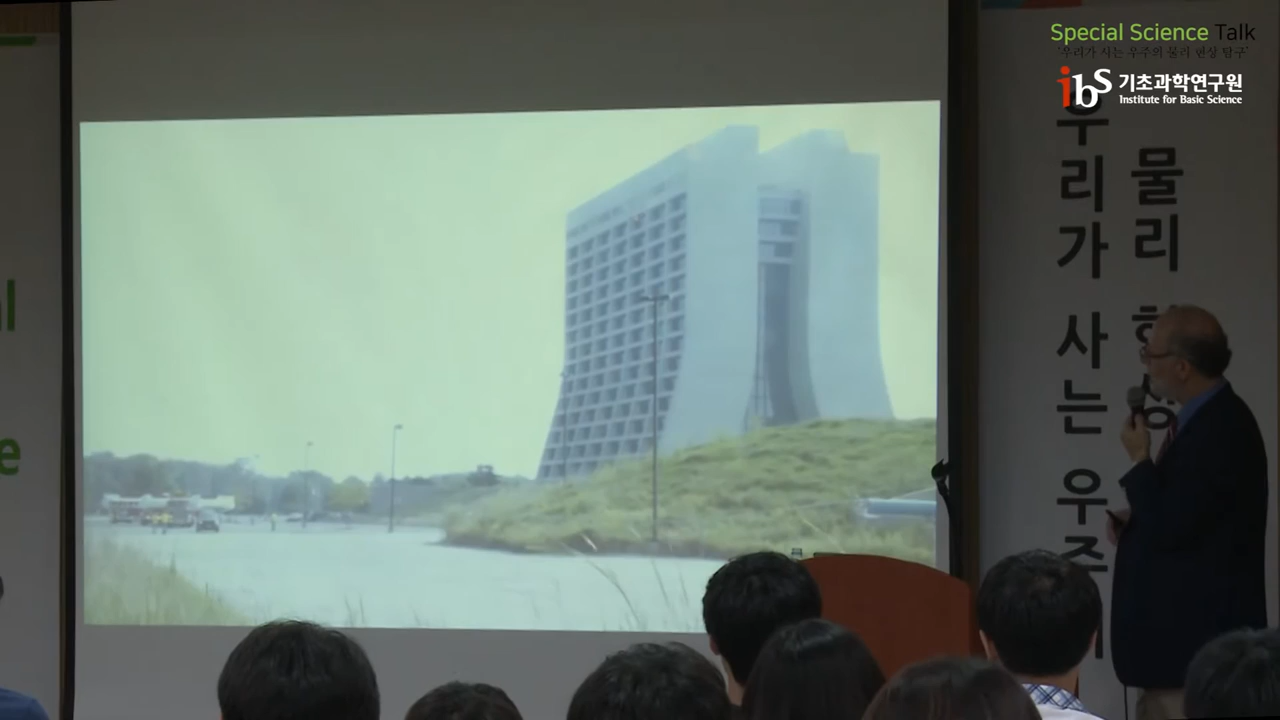 Special Science Talk
'우리가 사는 우주의 물리 현상 탐구'
ibs 기초과학연구원
Institute for Basic Science
우리가 사는 우주
물리
l
e